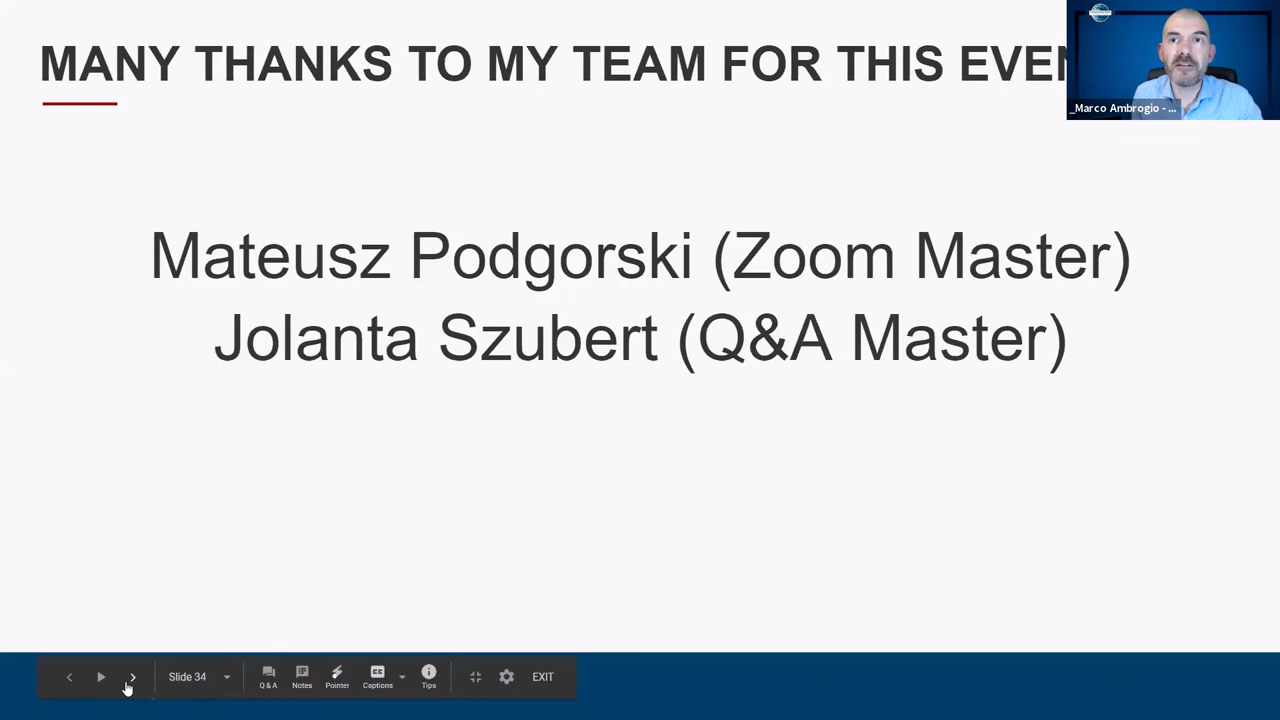 MANY THANKS TO MY TEAM FOR THIS EVEN
_Marco Ambrogio - ...
Mateusz Podgorski (Zoom Master)
Jolanta Szubert (Q&A Master)
Slide 34
Q & A
Notes
Pointer
Captions
Tips
EXIT